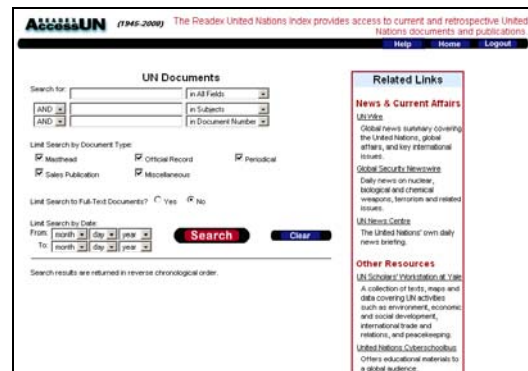 READEX
AccessUN (1945-2008) The Readex United Nations Index provides access to current and retrospective United
Nations documents and publications
Help Home Logout
UN Documents
Search for: in All Fields
AND in Subjects
AND in Document Number
Limit Search by Document Type:
Masthead Official Record Periodical
Sales Publication Miscellaneous
Limit Search to Full-Text Documents? Yes No
Limit Search by Date:
From: month day year
To: month day year
Search Clear
Search results are returned in reverse chronological order.
Related Links
News & Current Affairs
UN Wire
Global news summary covering
the United Nations, global
affairs, and key international
issues.
Global Security Newswire
Daily news on nuclear,
biological and chemical
weapons, terrorism and related
issues.
UN News Centre
The United Nations' own daily
news briefing.
Other Resources
UN Scholars' Workstation at Yale
A collection of texts, maps and
data covering UN activities
such as environment, economic
and social development,
international trade and
relations, and peacekeeping.
United Nations Cyberschoolbus
Offers educational materials to
a global audience.